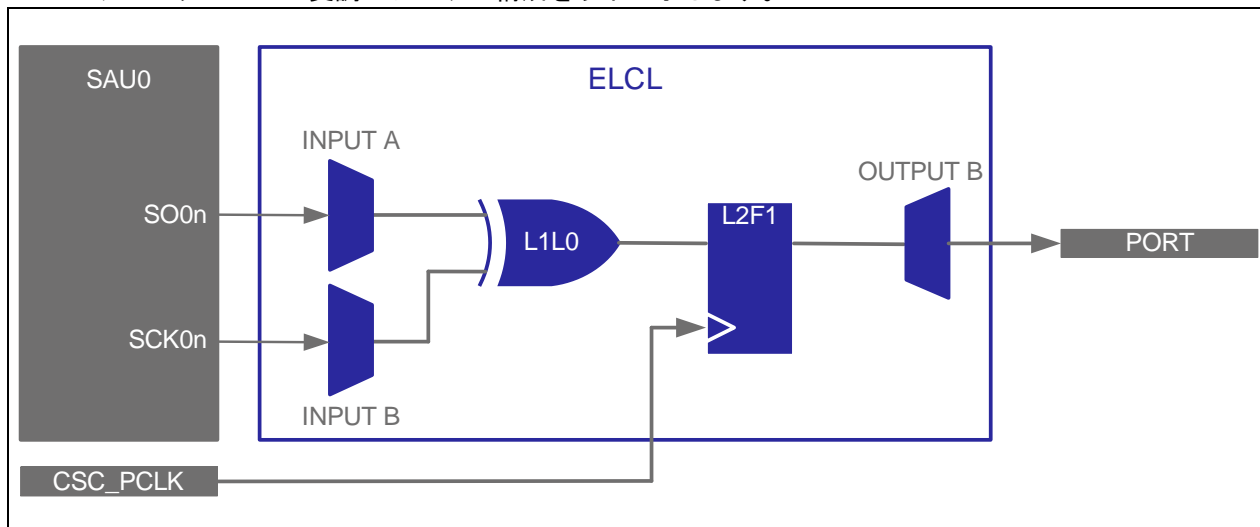 SAU0
ELCL
INPUT A
OUTPUT B
SO0n
L1L0
L2F1
PORT
SCK0n
INPUT B
CSC_PCLK